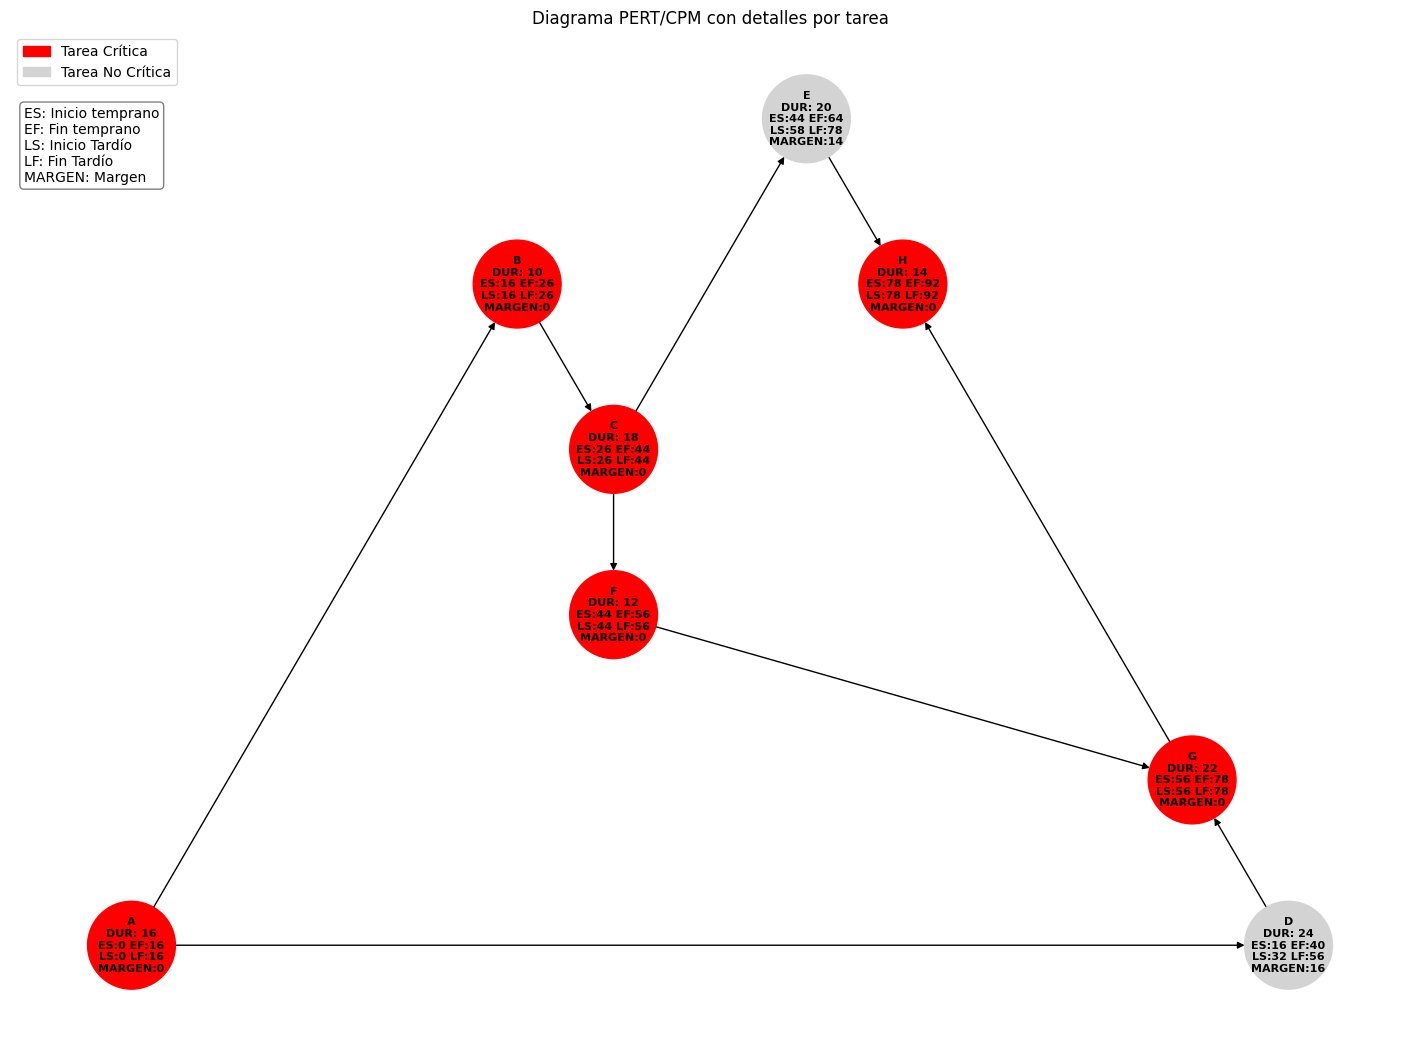 Diagrama PERT/CPM con detalles por tarea
Tarea Crítica
Tarea No Crítica
ES: Inicio temprano
EF: Fin temprano
LS: Inicio Tardío
LF: Fin Tardío
MARGEN: Margen
E
DUR: 20
ES:44 EF:64
LS:58 LF:78
MARGEN:14
B
DUR: 10
ES:16 EF:26
LS:16 LF:26
MARGEN:0
H
DUR: 14
ES:78 EF:92
LS:78 LF:92
MARGEN:0
C
DUR: 18
ES:26 EF:44
LS:26 LF:44
MARGEN:0
F
DUR: 12
ES:44 EF:56
LS:44 LF:56
MARGEN:0
G
DUR: 22
ES:56 EF:78
LS:56 LF:78
MARGEN:0
A
DUR: 16
ES:0 EF:16
LS:0 LF:16
MARGEN:0
D
DUR: 24
ES:16 EF:40
LS:32 LF:56
MARGEN:16